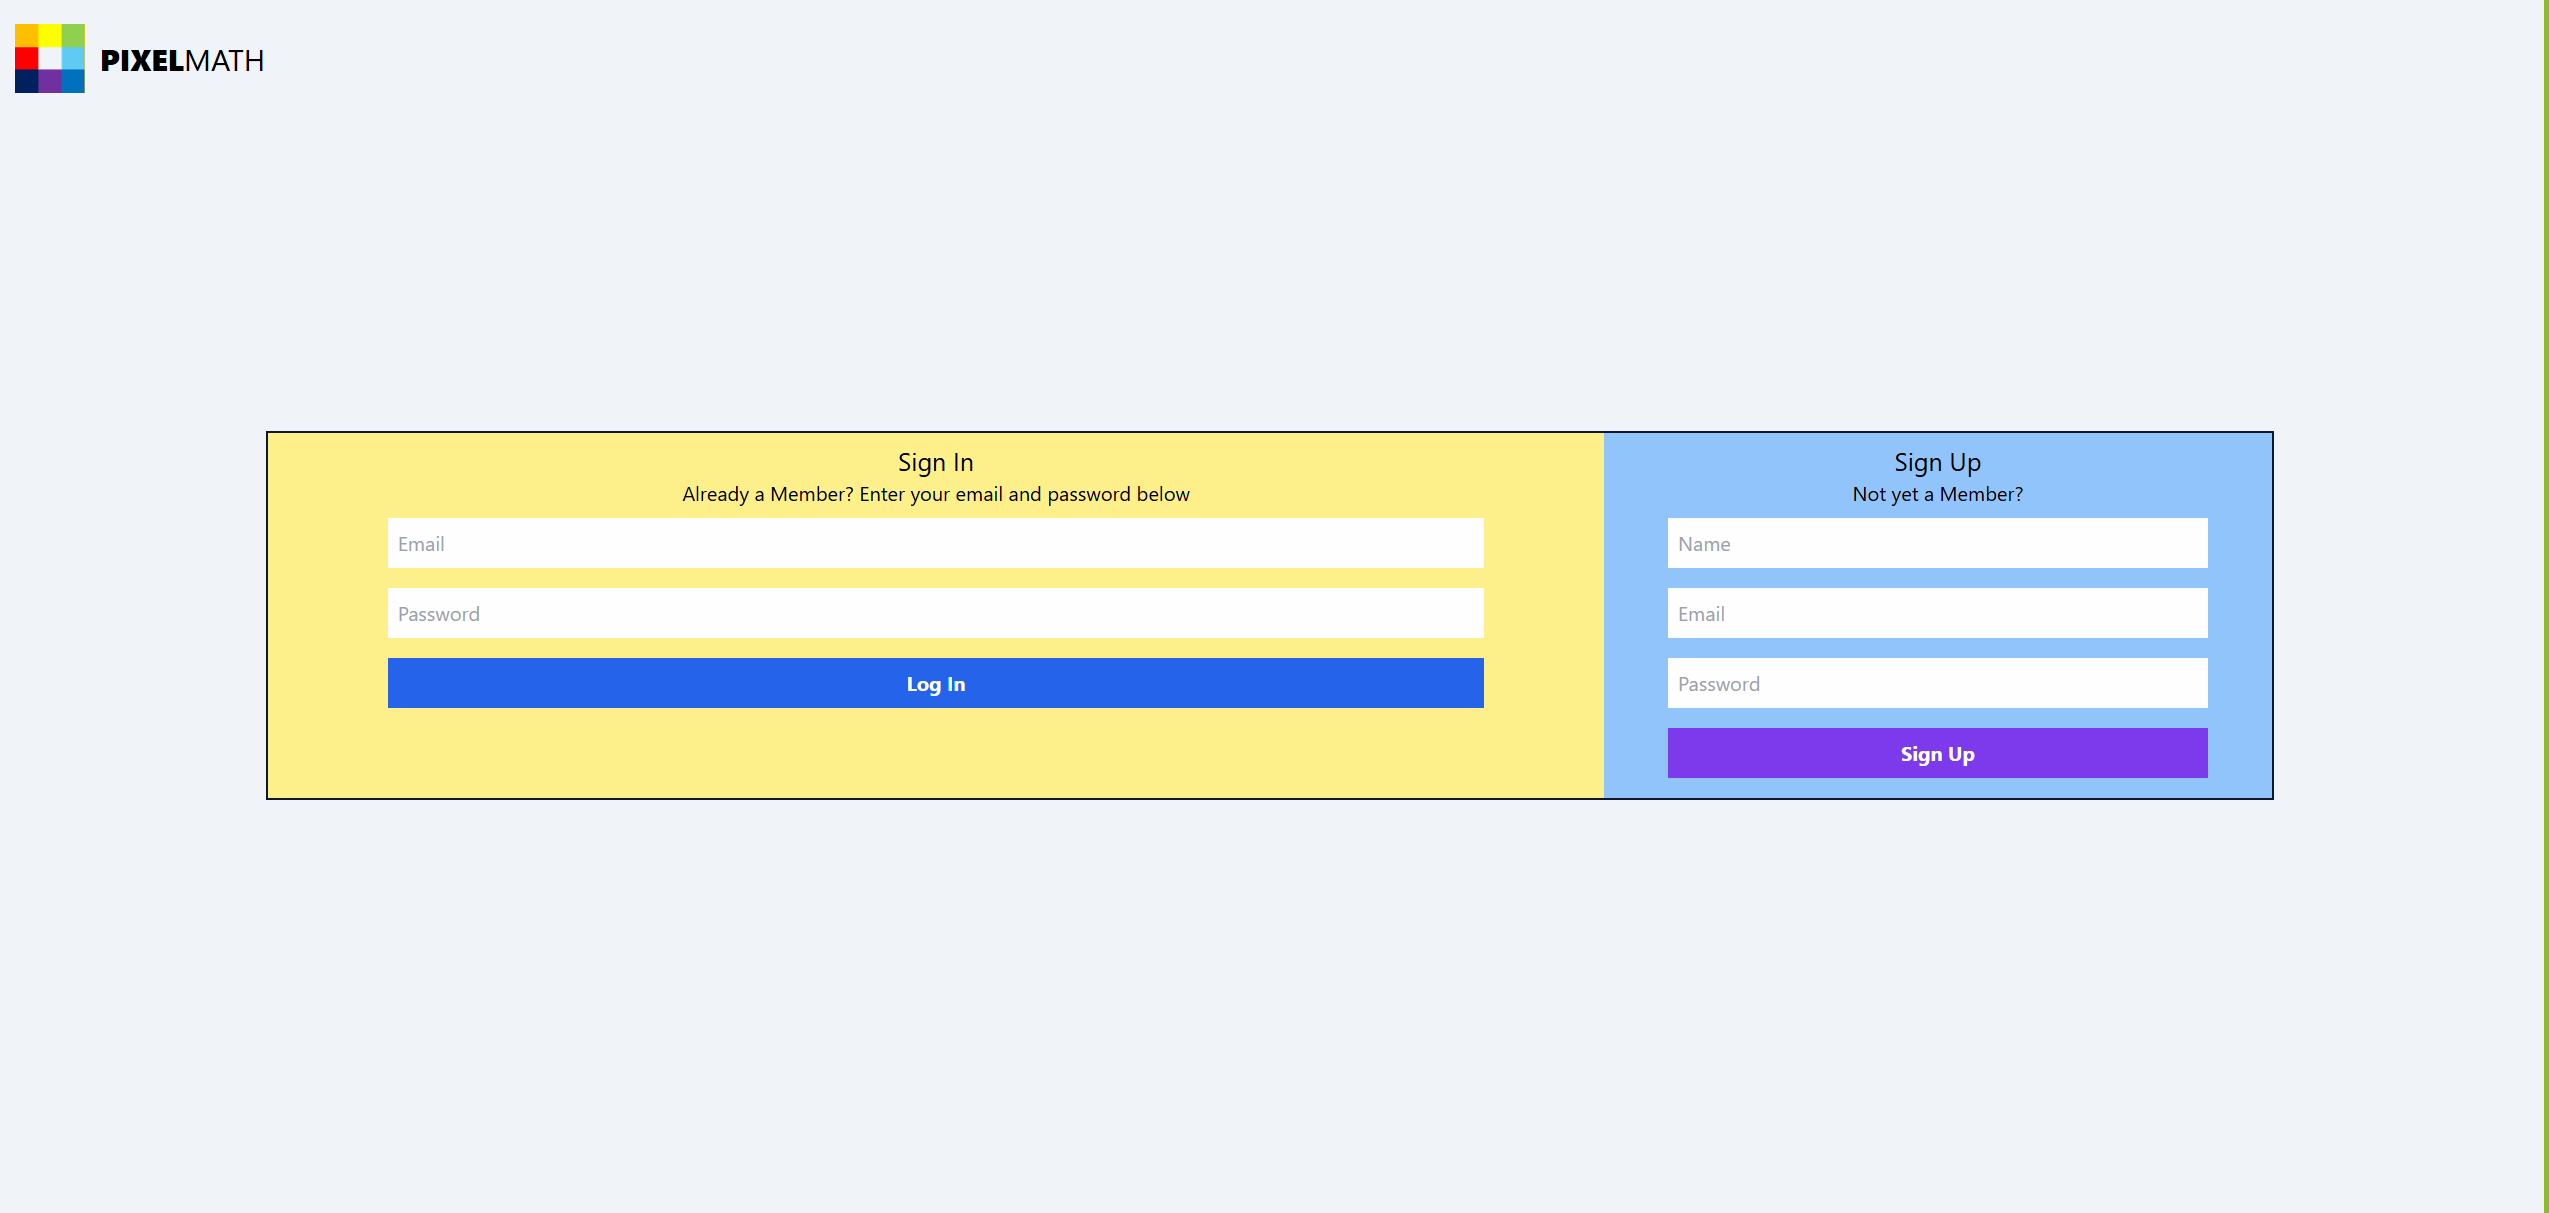 PIXELMATH
Sign In
Already a Member? Enter your email and password below
Email
Password
Log In
Sign Up
Not yet a Member?
Name
Email
Password
Sign Up